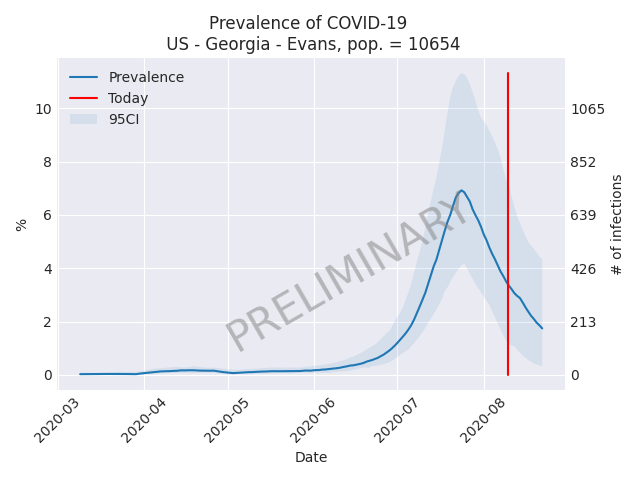 Prevalence of COVID-19
US - Georgia - Evans, pop. = 10654
Prevalence
Today
95CI
PRELIMINARY
%
10
8
6
4
2
0
1065
852
639
426
213
0
# of infections
2020-03
2020-04
2020-05
2020-06
2020-07
2020-08
Date